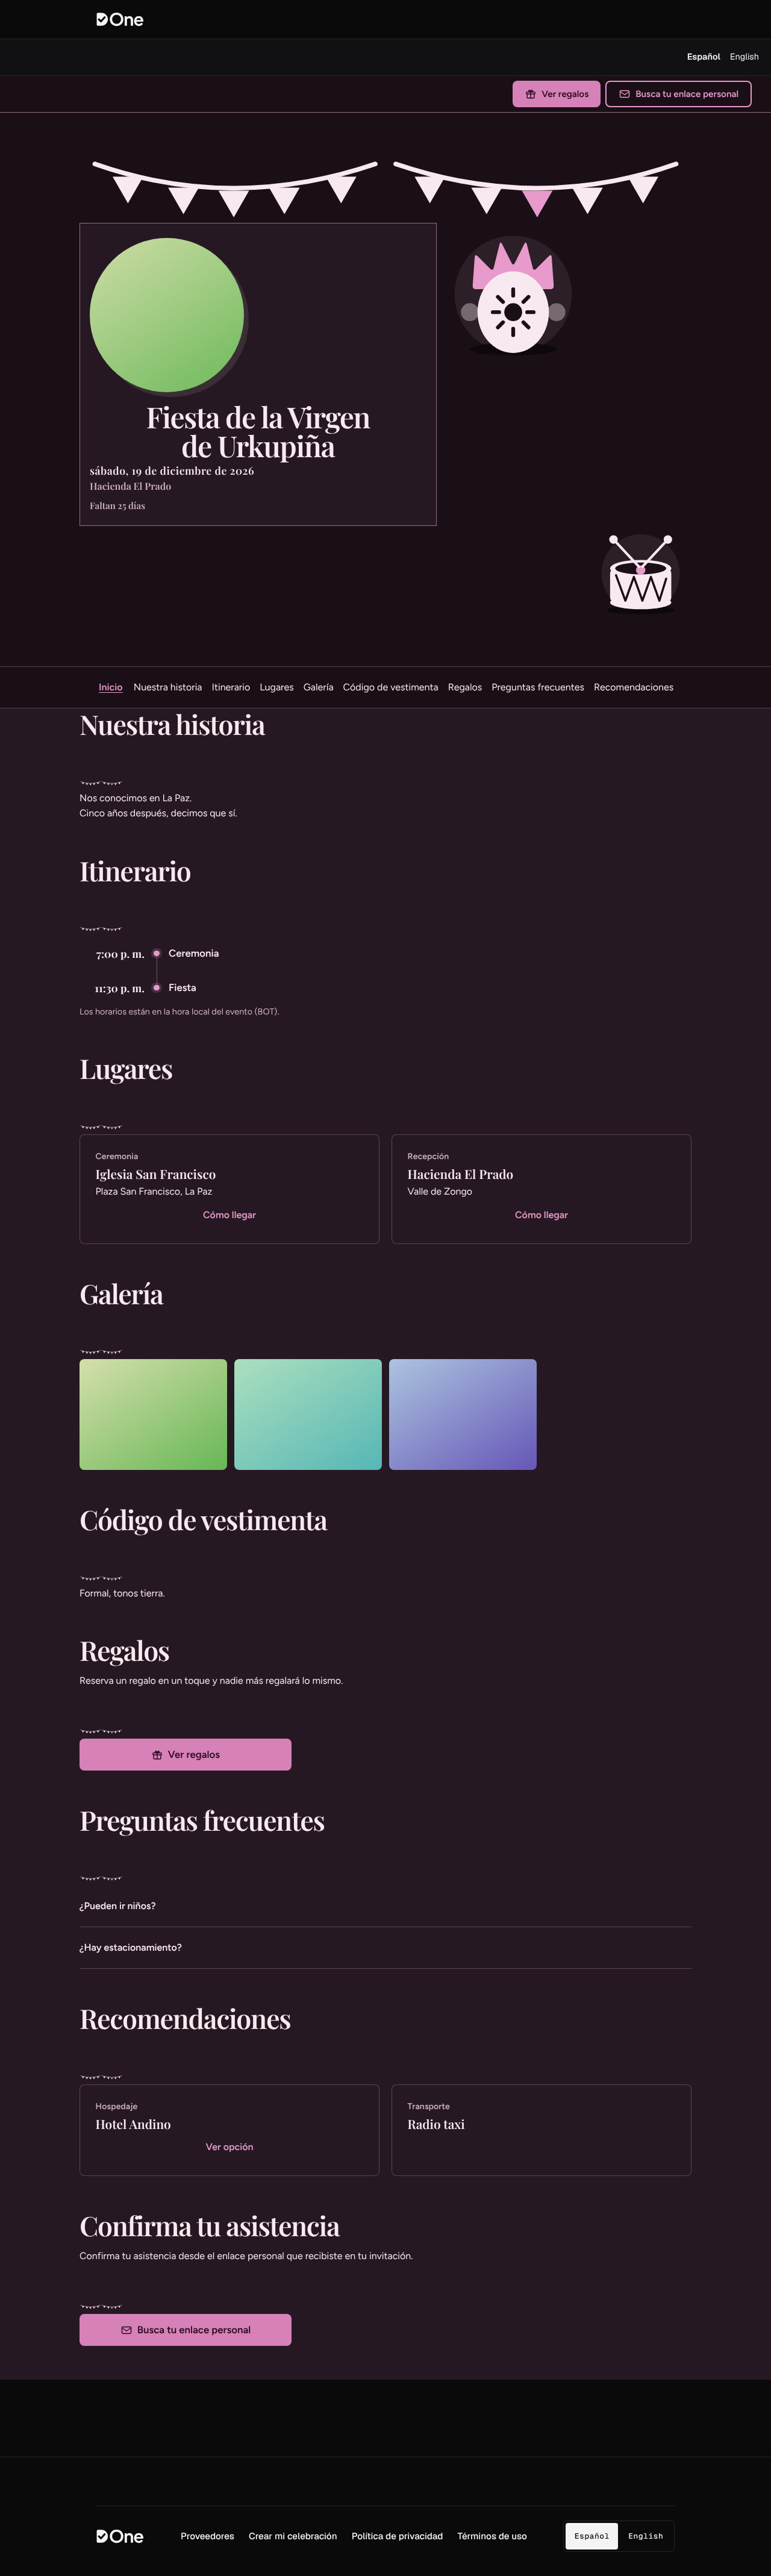 One
Español English
Ver regalos Busca tu enlace personal
Fiesta de la Virgen
de Urkupiña
sábado, 19 de diciembre de 2026
Hacienda El Prado
Faltan 25 días
Inicio Nuestra historia Itinerario Lugares Galería Código de vestimenta Regalos Preguntas frecuentes Recomendaciones
Nuestra historia
Nos conocimos en La Paz.
Cinco años después, decimos que sí.
Itinerario
7:00 p. m. Ceremonia
11:30 p. m. Fiesta
Los horarios están en la hora local del evento (BOT).
Lugares
Ceremonia
Iglesia San Francisco
Plaza San Francisco, La Paz
Cómo llegar
Recepción
Hacienda El Prado
Valle de Zongo
Cómo llegar
Galería
Código de vestimenta
Formal, tonos tierra.
Regalos
Reserva un regalo en un toque y nadie más regalará lo mismo.
Ver regalos
Preguntas frecuentes
¿Pueden ir niños?
¿Hay estacionamiento?
Recomendaciones
Hospedaje
Hotel Andino
Ver opción
Transporte
Radio taxi
Confirma tu asistencia
Confirma tu asistencia desde el enlace personal que recibiste en tu invitación.
Busca tu enlace personal
One Proveedores Crear mi celebración Política de privacidad Términos de uso Español English